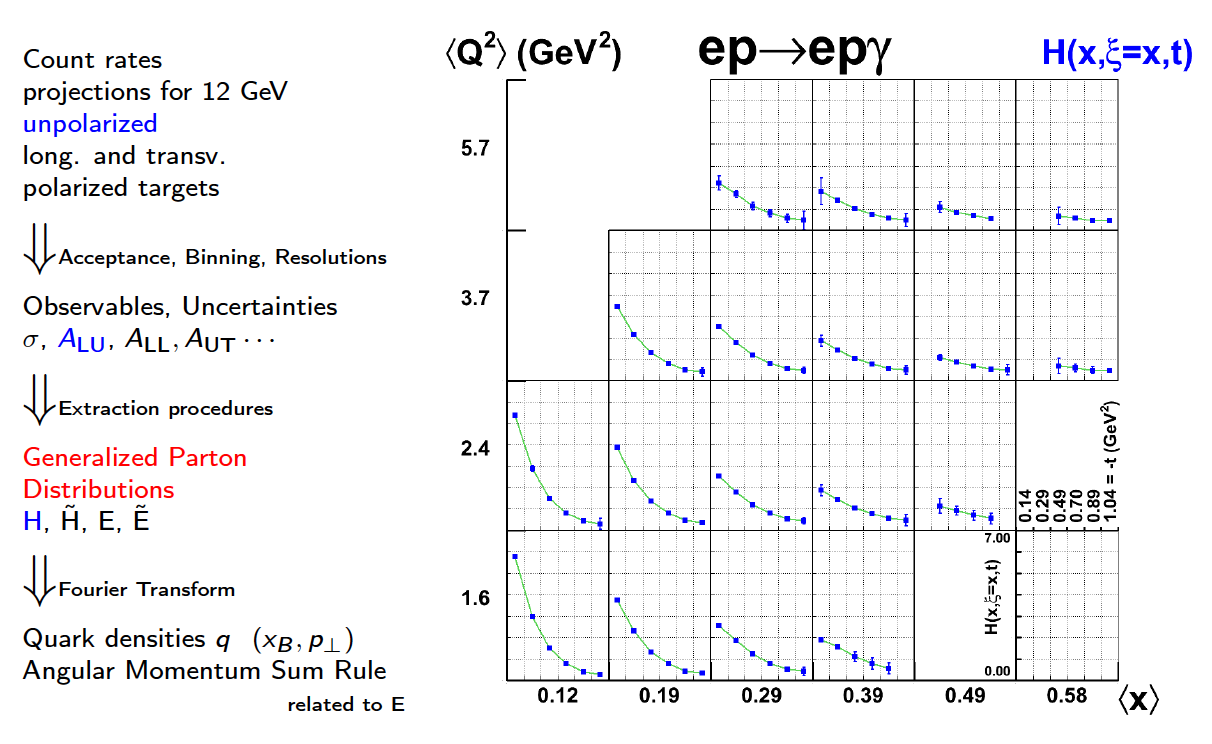 Count rates
projections for 12 GeV
unpolarized
long. and transv.
polarized targets
⇓ Acceptance, Binning, Resolutions
Observables, Uncertainties
σ, A_LU, A_LL, A_UT ⋯
⇓ Extraction procedures
Generalized Parton
Distributions
H, H̃, E, Ẽ
⇓ Fourier Transform
Quark densities q (x_B, p_⊥)
Angular Momentum Sum Rule
related to E
⟨Q²⟩ (GeV²)
ep→epγ
H(x,ξ=x,t)
5.7
3.7
2.4
1.6
0.14
0.29
0.49
0.70
0.89
1.04 = -t (GeV²)
7.00
H(x,ξ=x,t)
0.00
0.12 0.19 0.29 0.39 0.49 0.58 ⟨x⟩